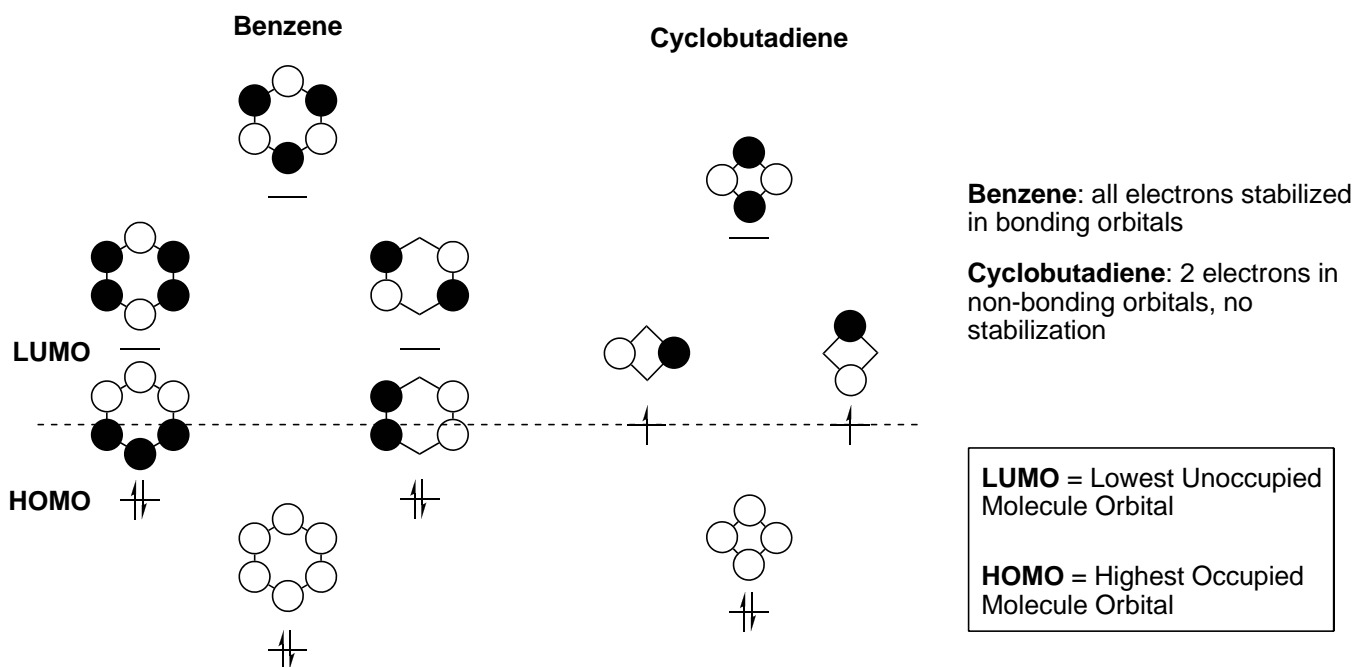 Benzene
Cyclobutadiene
Benzene: all electrons stabilized
in bonding orbitals
Cyclobutadiene: 2 electrons in
non-bonding orbitals, no
stabilization
LUMO
HOMO
LUMO = Lowest Unoccupied
Molecule Orbital
HOMO = Highest Occupied
Molecule Orbital